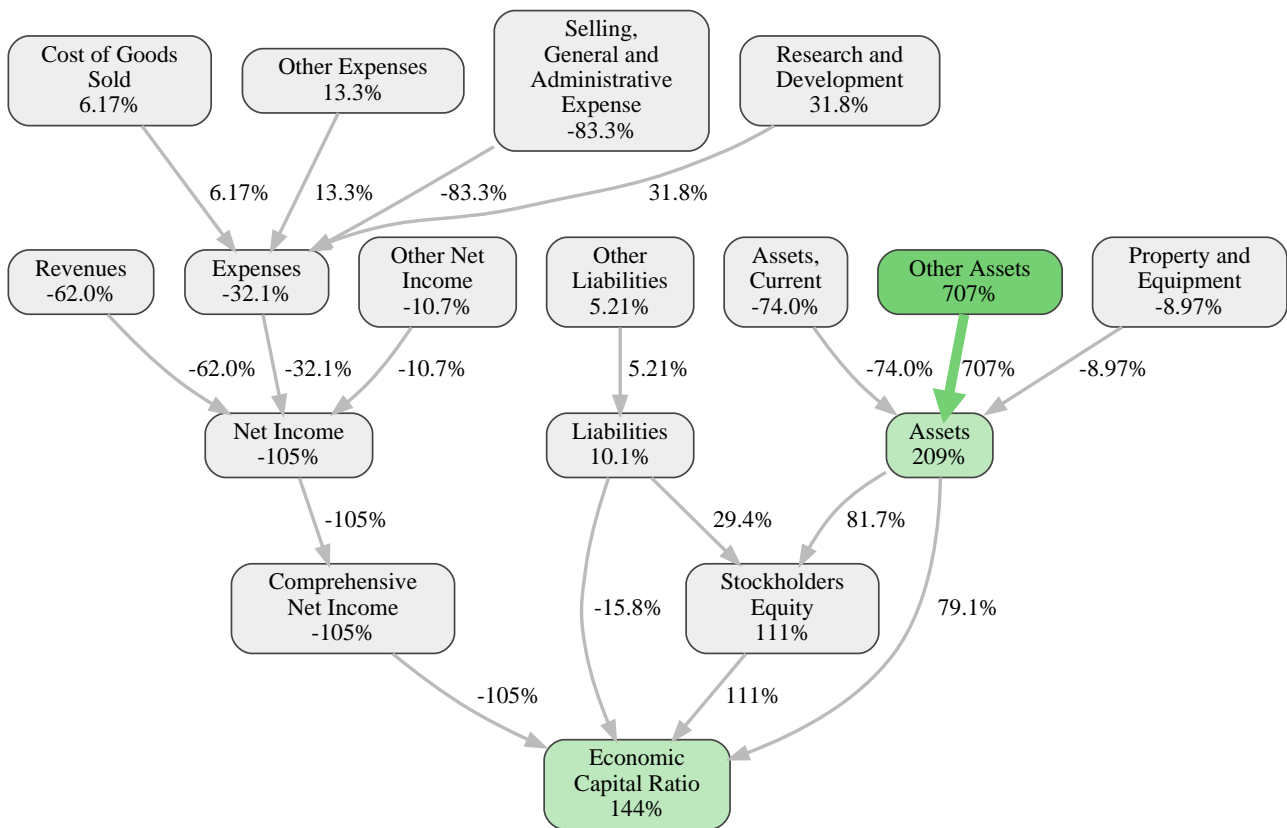 Cost of Goods
Sold
6.17%
Other Expenses
13.3%
Selling,
General and
Administrative
Expense
-83.3%
Research and
Development
31.8%
6.17%
13.3%
-83.3%
31.8%
Revenues
-62.0%
Expenses
-32.1%
Other Net
Income
-10.7%
Other
Liabilities
5.21%
Assets,
Current
-74.0%
Other Assets
707%
Property and
Equipment
-8.97%
-62.0%
-32.1%
-10.7%
5.21%
-74.0%
707%
-8.97%
Net Income
-105%
Liabilities
10.1%
Assets
209%
-105%
29.4%
81.7%
Comprehensive
Net Income
-105%
-15.8%
Stockholders
Equity
111%
79.1%
-105%
111%
Economic
Capital Ratio
144%